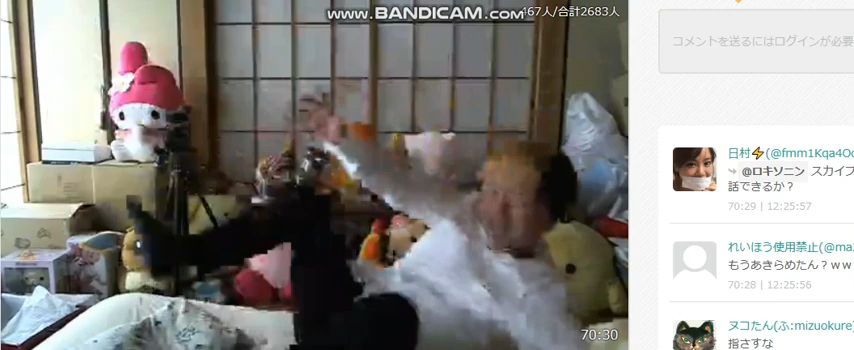 www.BANDICAM.com
167人/合計2683人
コメントを送るにはログインが必要
日村⚡(@fmm1Kqa4Oc
@ロキソニン スカイプ
話できるか？
70:29 | 12:25:57
れいほう使用禁止(@ma
もうあきらめたん？ｗｗ
70:28 | 12:25:56
ヌコたん(ふ:mizuokure)
指さすな
70:30